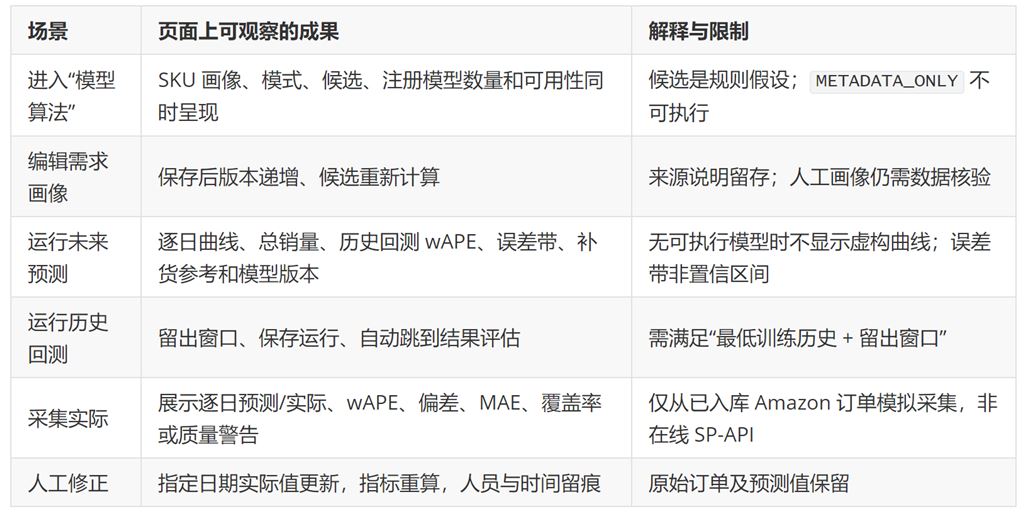 场景 页面上可观察的成果 解释与限制
进入“模型 SKU 画像、模式、候选、注册模型数量和可用性同 候选是规则假设；METADATA_ONLY 不
算法” 时呈现 可执行
编辑需求
画像 保存后版本递增、候选重新计算 来源说明留存；人工画像仍需数据核验
运行未来 逐日曲线、总销量、历史回测 wAPE、误差带、补 无可执行模型时不显示虚构曲线；误差
预测 货参考和模型版本 带非置信区间
运行历史
回测 留出窗口、保存运行、自动跳到结果评估 需满足“最低训练历史 + 留出窗口”
采集实际 展示逐日预测/实际、wAPE、偏差、MAE、覆盖率 仅从已入库 Amazon 订单模拟采集，非
或质量警告 在线 SP-API
人工修正 指定日期实际值更新，指标重算，人员与时间留痕 原始订单及预测值保留